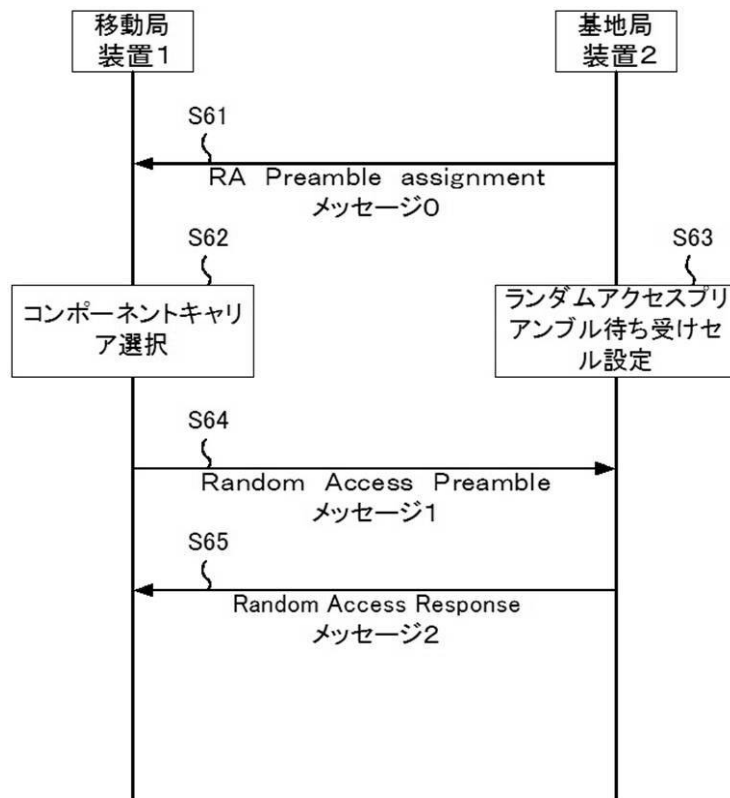 移動局
装置1
基地局
装置2
S61
RA Preamble assignment
メッセージ0
S62
コンポーネントキャリ
ア選択
S63
ランダムアクセスプリ
アンブル待ち受けセ
ル設定
S64
Random Access Preamble
メッセージ1
S65
Random Access Response
メッセージ2